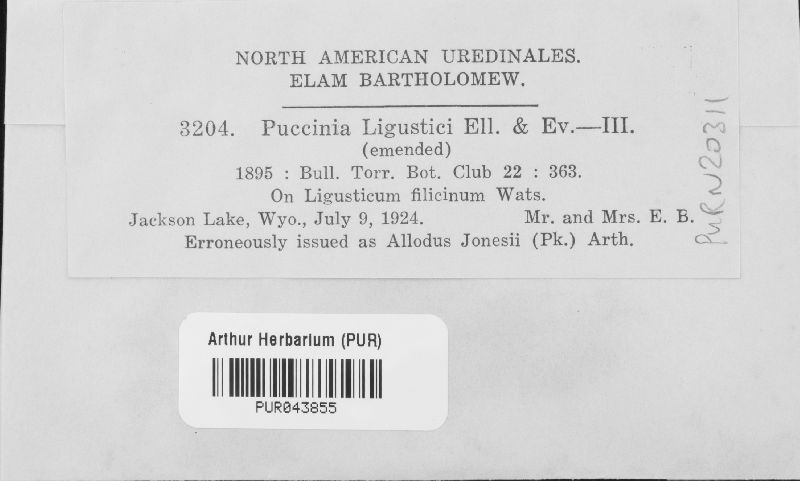 NORTH AMERICAN UREDINALES.
ELAM BARTHOLOMEW.
3204. Puccinia Ligustici Ell. & Ev.—III.
(emended)
1895 : Bull. Torr. Bot. Club 22 : 363.
On Ligusticum filicinum Wats.
Jackson Lake, Wyo., July 9, 1924. Mr. and Mrs. E. B.
Erroneously issued as Allodus Jonesii (Pk.) Arth.
PURN20311
Arthur Herbarium (PUR)
PUR043855